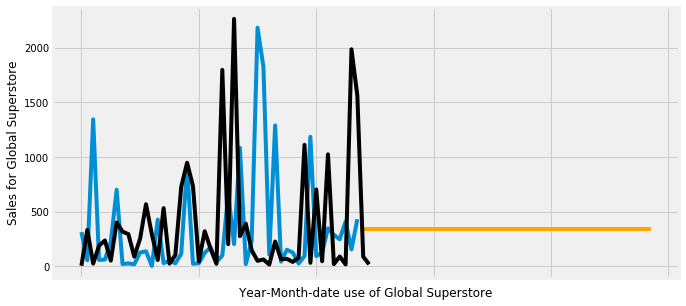 2000
1500
1000
500
0
Sales for Global Superstore
Year-Month-date use of Global Superstore